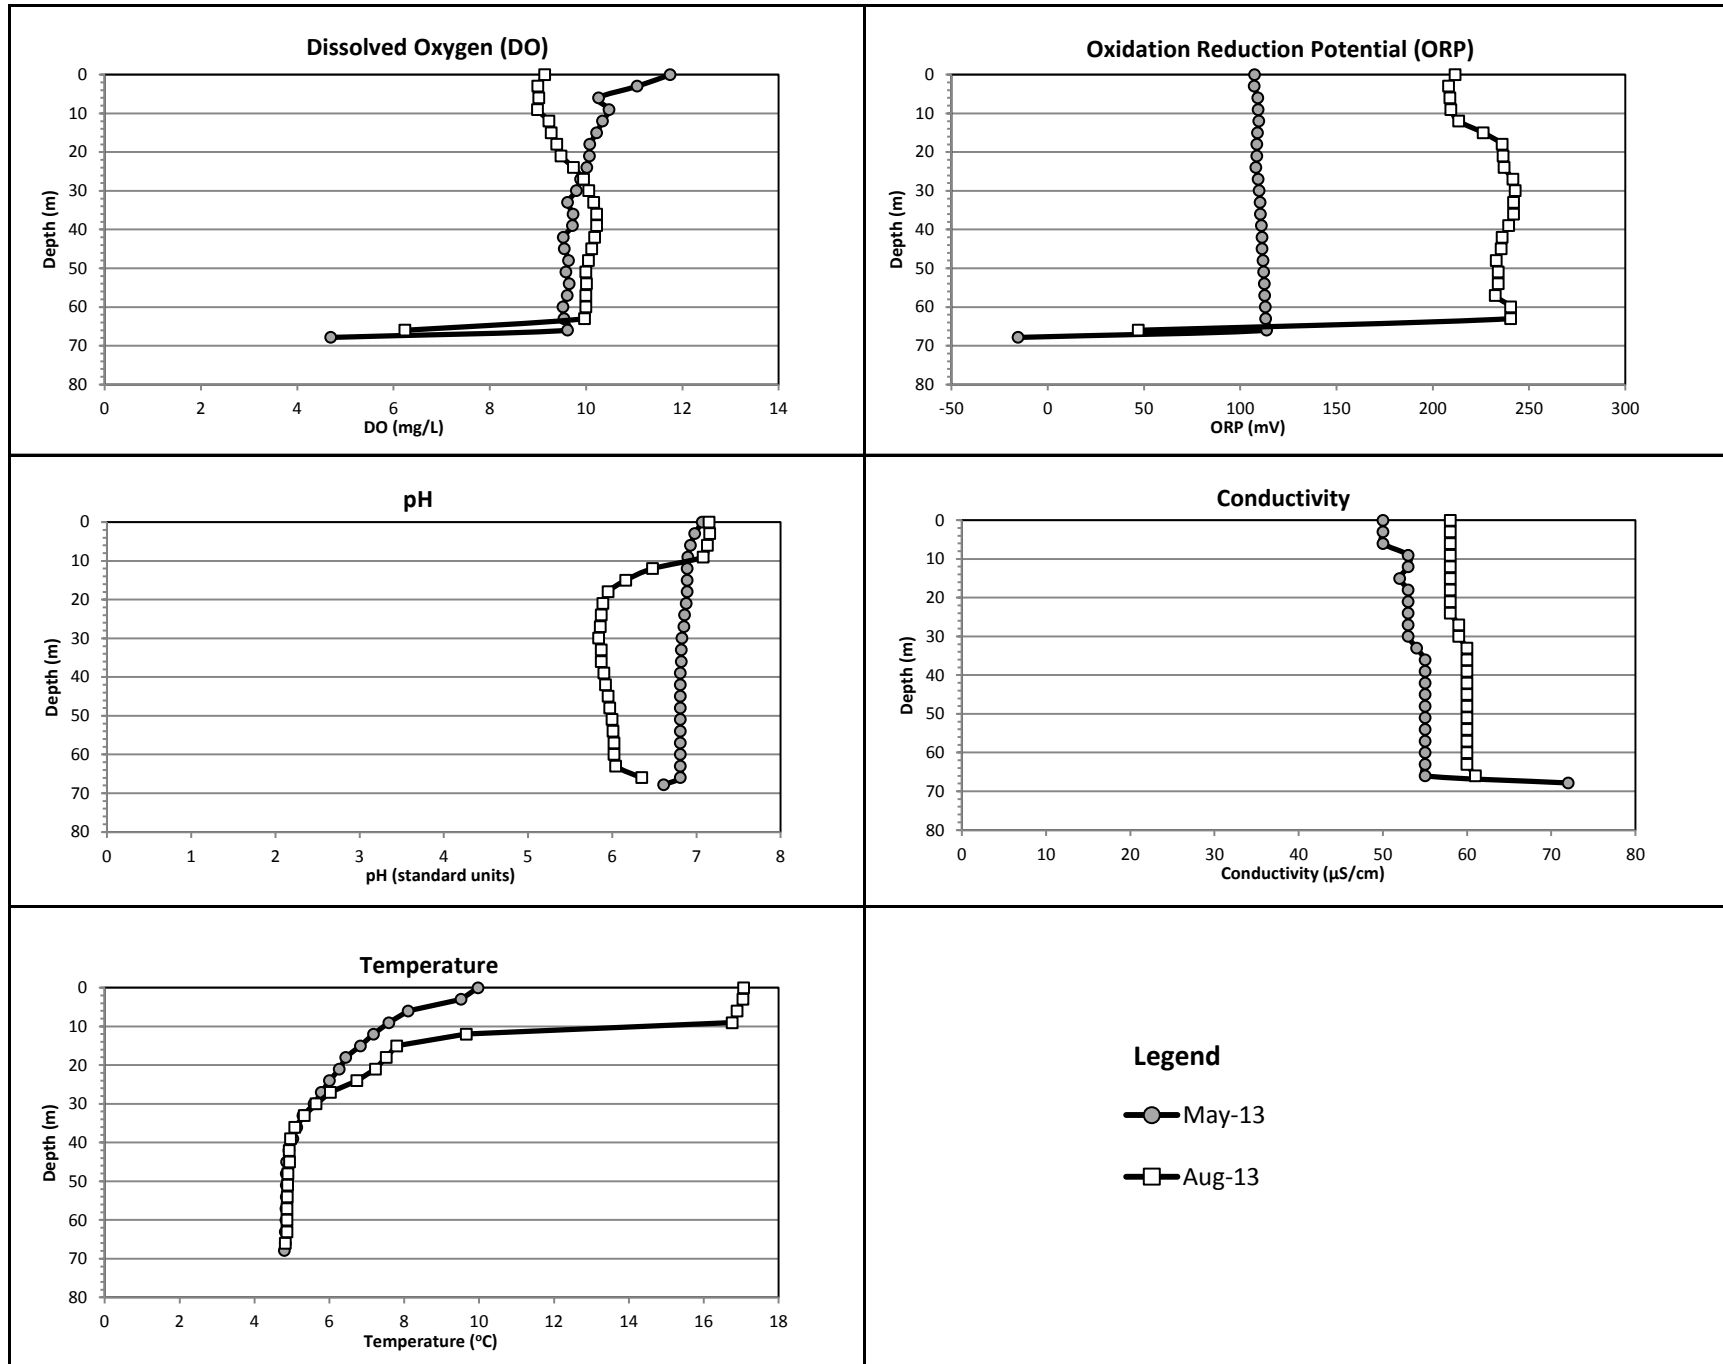 Dissolved Oxygen (DO)
0
10
20
30
40
50
60
70
80
Depth (m)
0 2 4 6 8 10 12 14
DO (mg/L)
Oxidation Reduction Potential (ORP)
0
10
20
30
40
50
60
70
80
Depth (m)
-50 0 50 100 150 200 250 300
ORP (mV)
pH
0
10
20
30
40
50
60
70
80
Depth (m)
0 1 2 3 4 5 6 7 8
pH (standard units)
Conductivity
0
10
20
30
40
50
60
70
80
Depth (m)
0 10 20 30 40 50 60 70 80
Conductivity (µS/cm)
Temperature
0
10
20
30
40
50
60
70
80
Depth (m)
0 2 4 6 8 10 12 14 16 18
Temperature (°C)
Legend
May-13
Aug-13